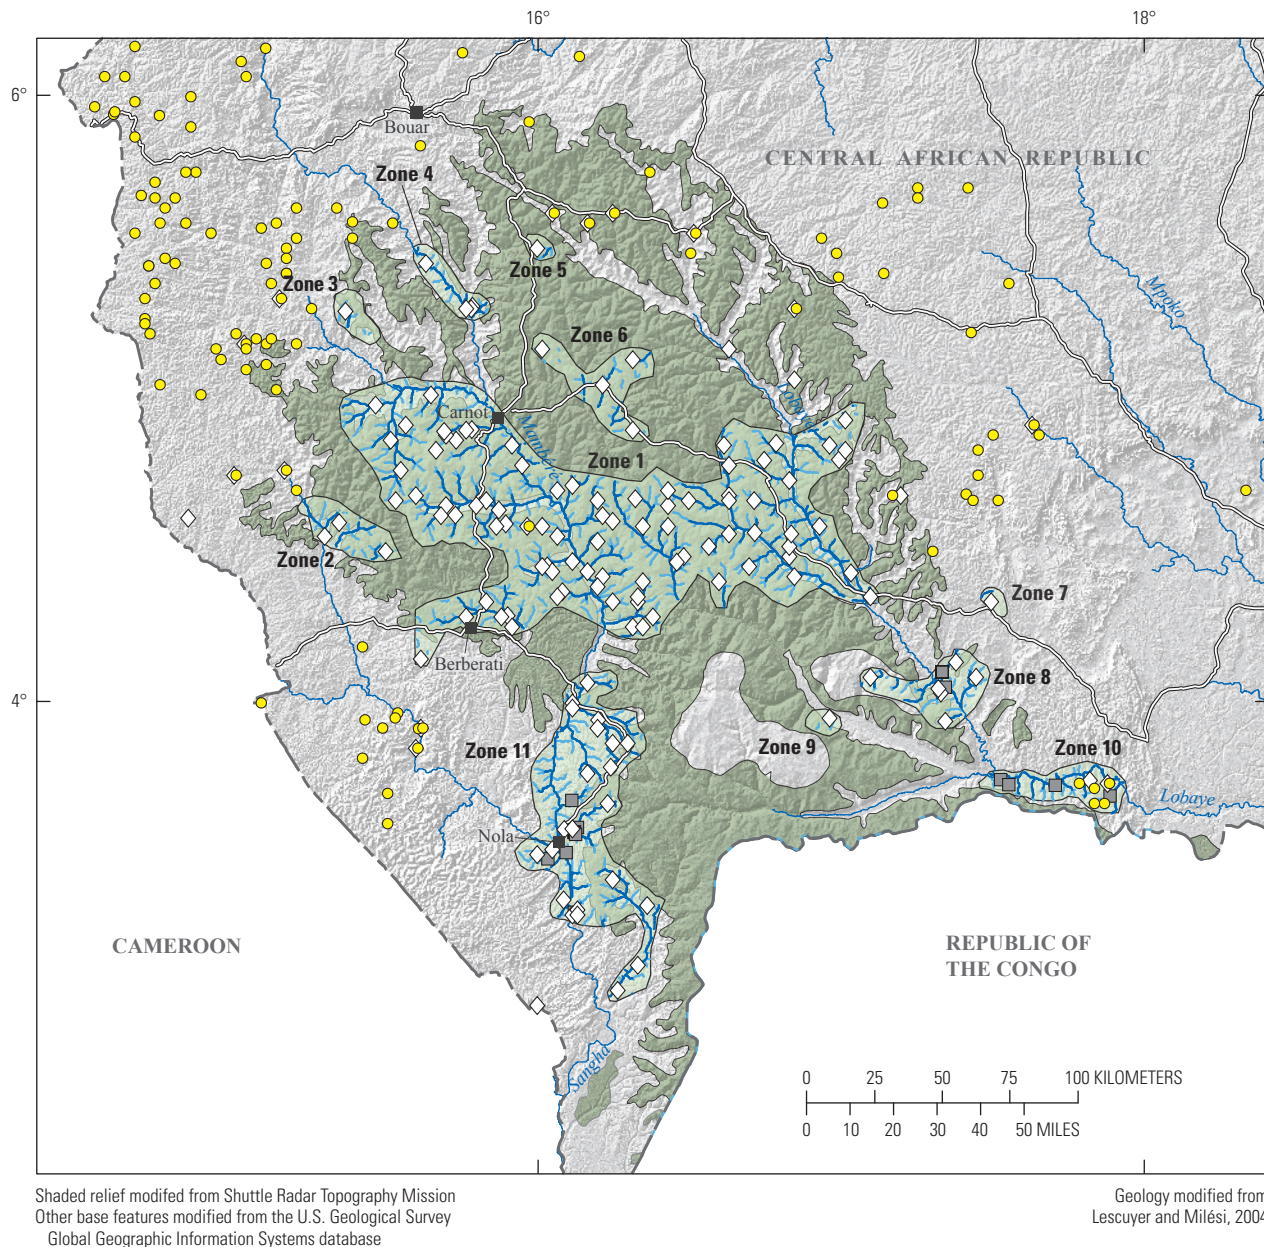 16°
18°
6°
Bouar
CENTRAL AFRICAN REPUBLIC
Zone 4
Zone 5
Zone 3
Mpoko
Zone 6
Lobaye
Carnot
Mambéré
Zone 1
Zone 2
Zone 7
Berberati
Zone 8
4°
Zone 11
Zone 9
Zone 10
Lobaye
Nola
CAMEROON
REPUBLIC OF
THE CONGO
Sangha
0 25 50 75 100 KILOMETERS
0 10 20 30 40 50 MILES
Shaded relief modifed from Shuttle Radar Topography Mission
Other base features modified from the U.S. Geological Survey
Global Geographic Information Systems database
Geology modified from
Lescuyer and Milési, 2004